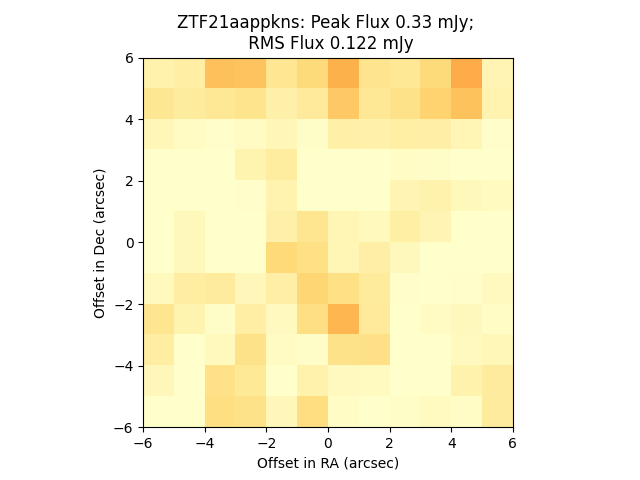 ZTF21aappkns: Peak Flux 0.33 mJy;
RMS Flux 0.122 mJy
6
4
2
0
−2
−4
−6
Offset in Dec (arcsec)
−6 −4 −2 0 2 4 6
Offset in RA (arcsec)